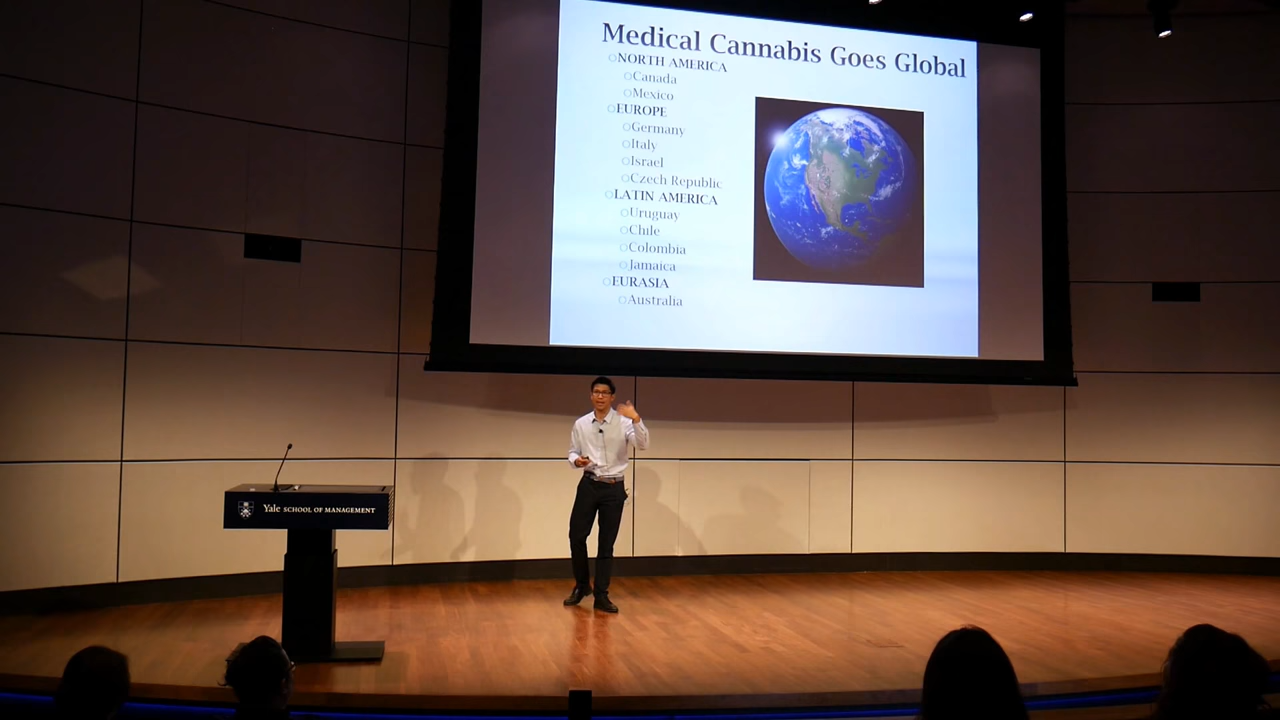 Medical Cannabis Goes Global
NORTH AMERICA
Canada
Mexico
EUROPE
Germany
Italy
Israel
Czech Republic
LATIN AMERICA
Uruguay
Chile
Colombia
Jamaica
EURASIA
Australia
Yale SCHOOL OF MANAGEMENT